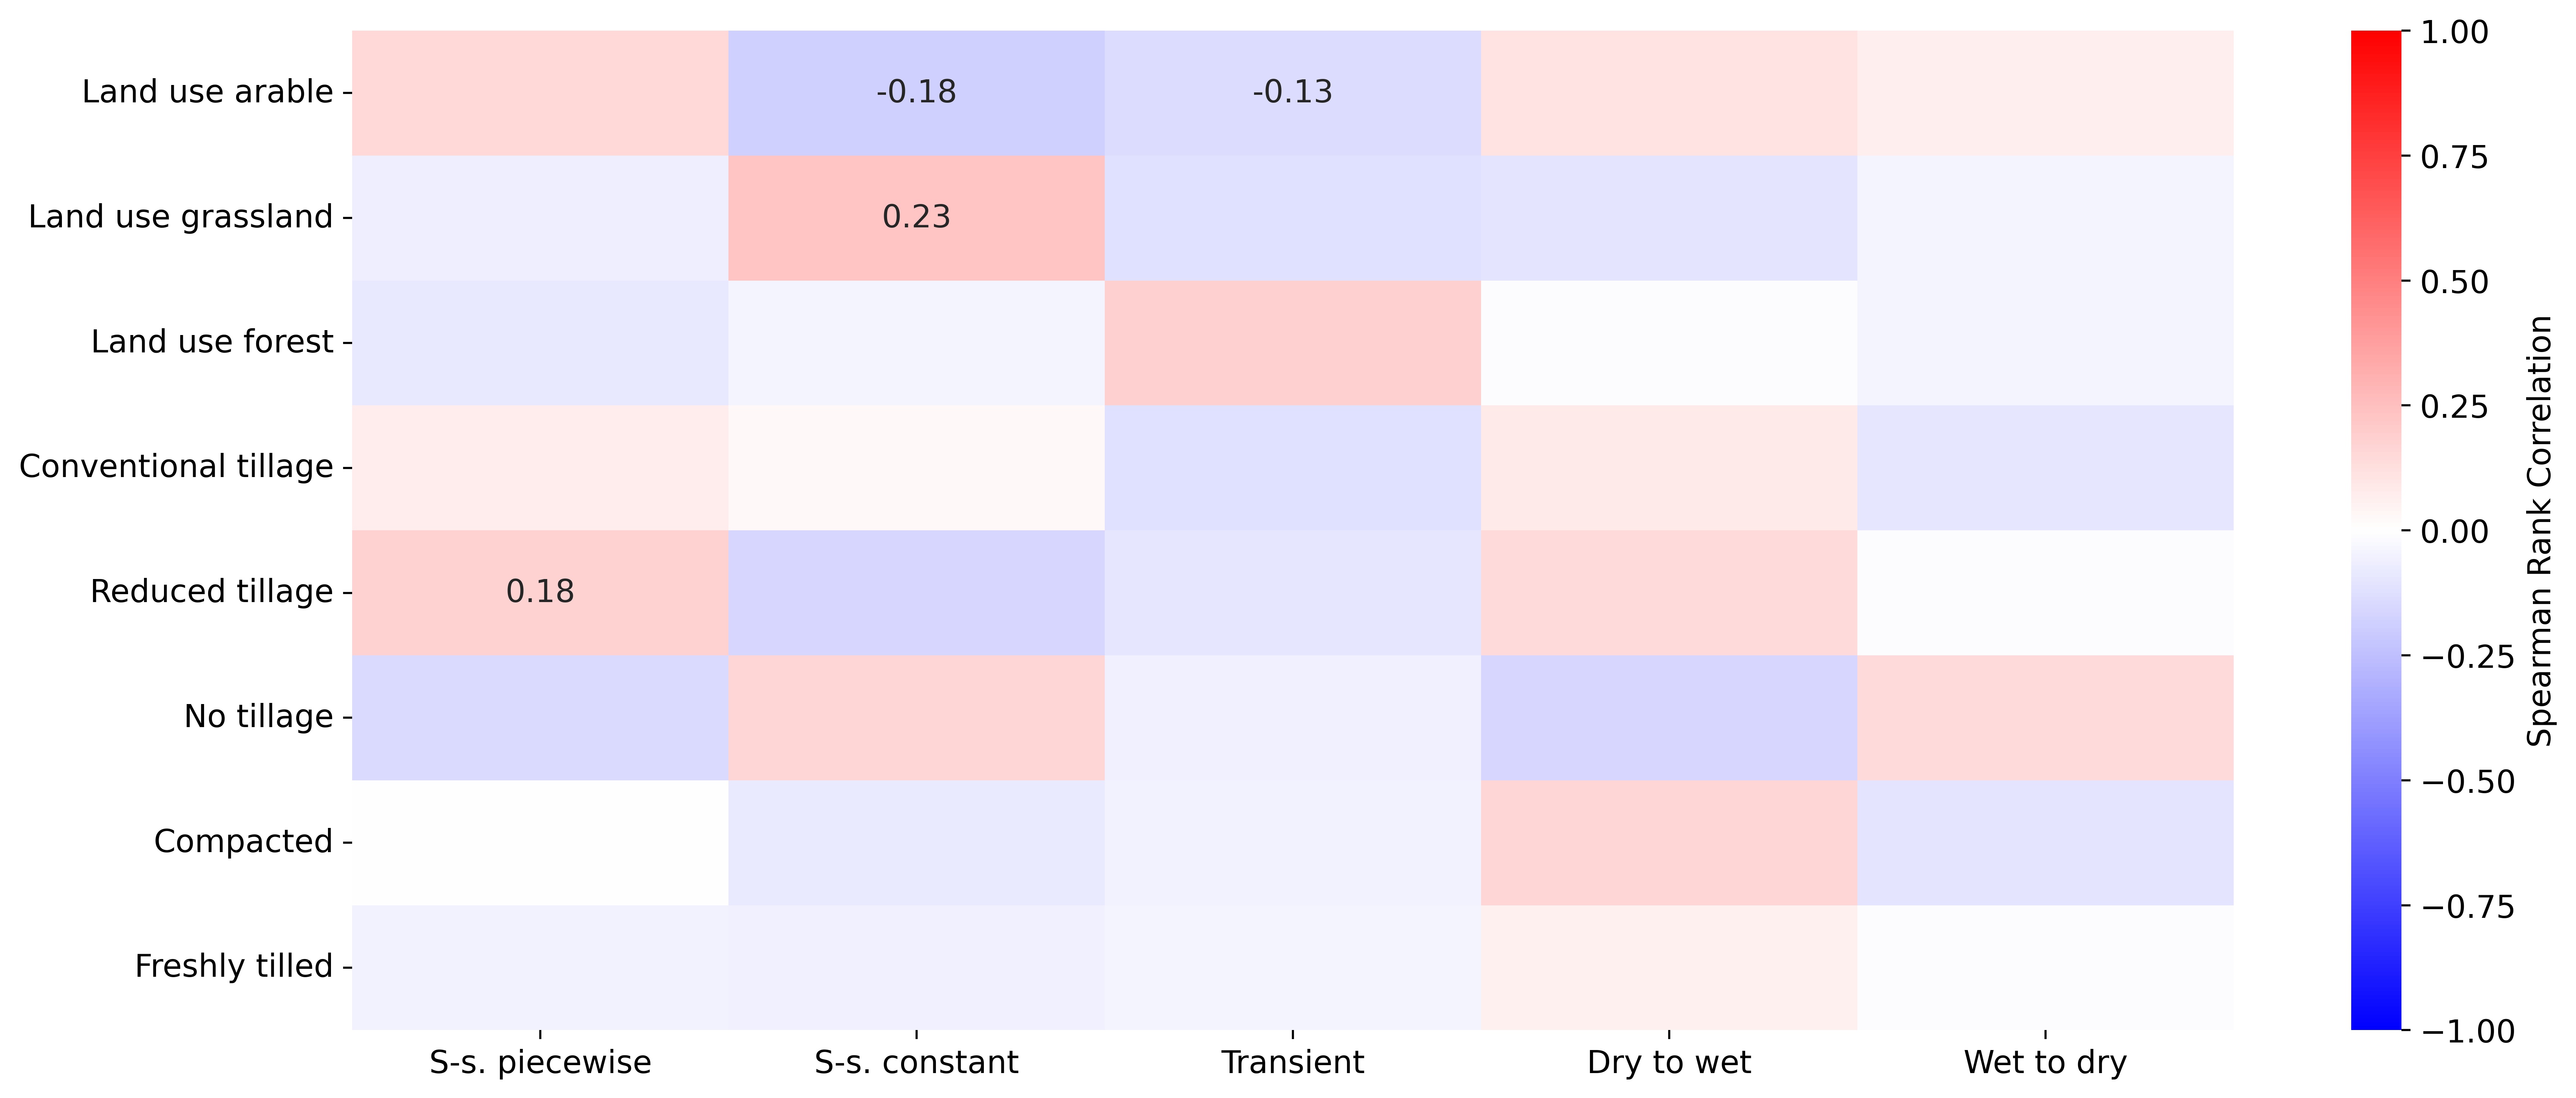 Land use arable
-0.18
-0.13
Land use grassland
0.23
Land use forest
Conventional tillage
Reduced tillage
0.18
No tillage
Compacted
Freshly tilled
S-s. piecewise
S-s. constant
Transient
Dry to wet
Wet to dry
1.00
0.75
0.50
0.25
0.00
−0.25
−0.50
−0.75
−1.00
Spearman Rank Correlation